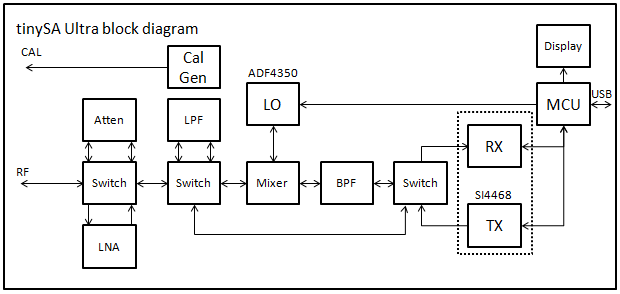 tinySA Ultra block diagram
CAL
Cal
Gen
ADF4350
Display
LO
MCU
USB
Atten
LPF
RX
RF
Switch
Switch
Mixer
BPF
Switch
SI4468
TX
LNA